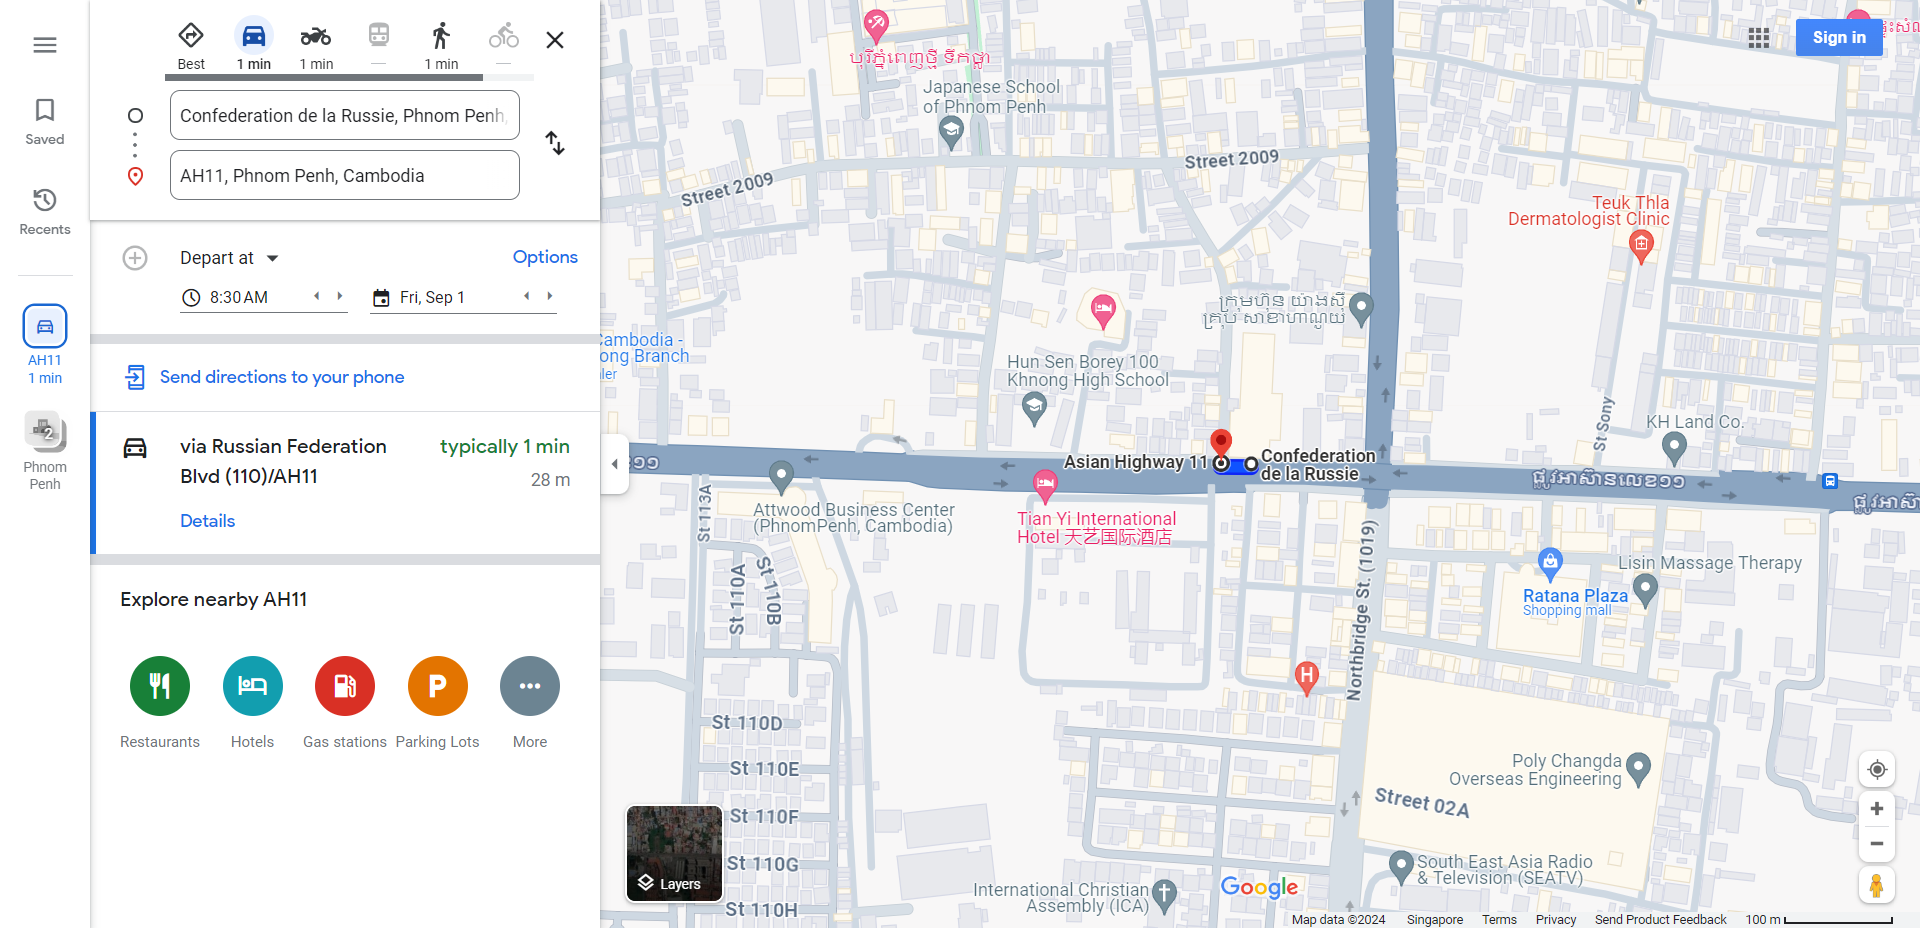 Best
1 min
1 min
—
1 min
—
Saved
Recents
AH11
1 min
2
Phnom
Penh
Confederation de la Russie, Phnom Penh,
AH11, Phnom Penh, Cambodia
Depart at
Options
8:30 AM
Fri, Sep 1
Send directions to your phone
via Russian Federation
Blvd (110)/AH11
typically 1 min
28 m
Details
Explore nearby AH11
Restaurants
Hotels
Gas stations
Parking Lots
More
P
Layers
Sign in
បុរីភ្នំពេញថ្មី ទឹកថ្លា
Japanese School
of Phnom Penh
Street 2009
Street 2009
Teuk Thla
Dermatologist Clinic
ក្រុមហ៊ុន យ៉ាងស៊ី
គ្រុប សាខាហាណូយ
Cambodia -
ong Branch
ler
Hun Sen Borey 100
Khnong High School
St Sony
KH Land Co.
Asian Highway 11
Confederation
de la Russie
ផ្លូវអាស៊ានលេខ១១
Attwood Business Center
(PhnomPenh, Cambodia)
Tian Yi International
Hotel 天艺国际酒店
St 113A
St 110A
St 110B
Northbridge St. (1019)
Lisin Massage Therapy
Ratana Plaza
Shopping mall
H
St 110D
St 110E
St 110F
St 110G
St 110H
Poly Changda
Overseas Engineering
Street 02A
South East Asia Radio
& Television (SEATV)
International Christian
Assembly (ICA)
Google
Map data ©2024
Singapore
Terms
Privacy
Send Product Feedback
100 m